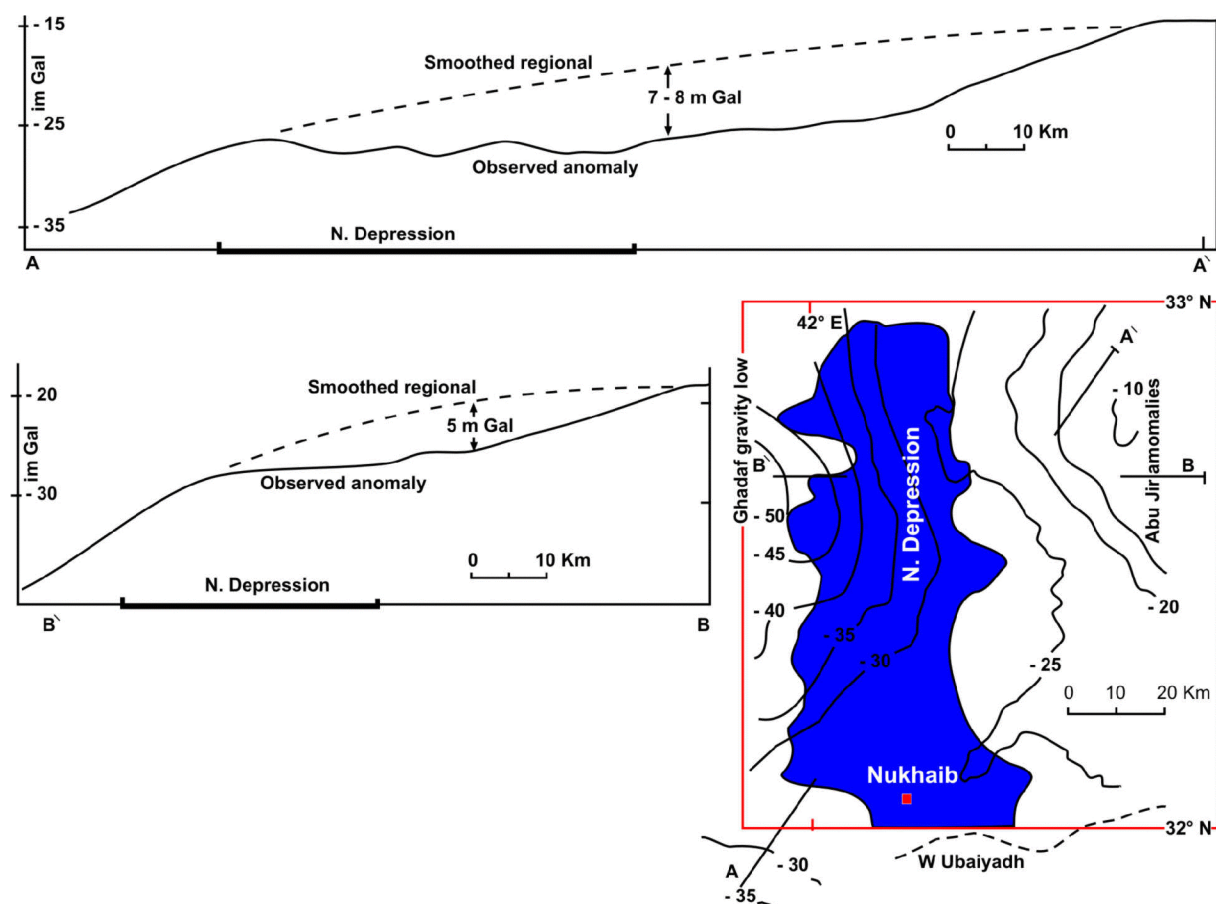 - 15
im Gal
- 25
- 35
Smoothed regional
7 - 8 m Gal
0 10 Km
Observed anomaly
N. Depression
A
A`
- 20
im Gal
- 30
Smoothed regional
5 m Gal
Observed anomaly
0 10 Km
N. Depression
B`
B
33° N
42° E
A`
Ghadaf gravity low
- 10
Abu Jir amomalies
B`
B
N. Depression
- 50
- 45
- 40
- 35
- 30
- 20
- 25
0 10 20 Km
Nukhaib
32° N
W Ubaiyadh
- 30
A
- 35